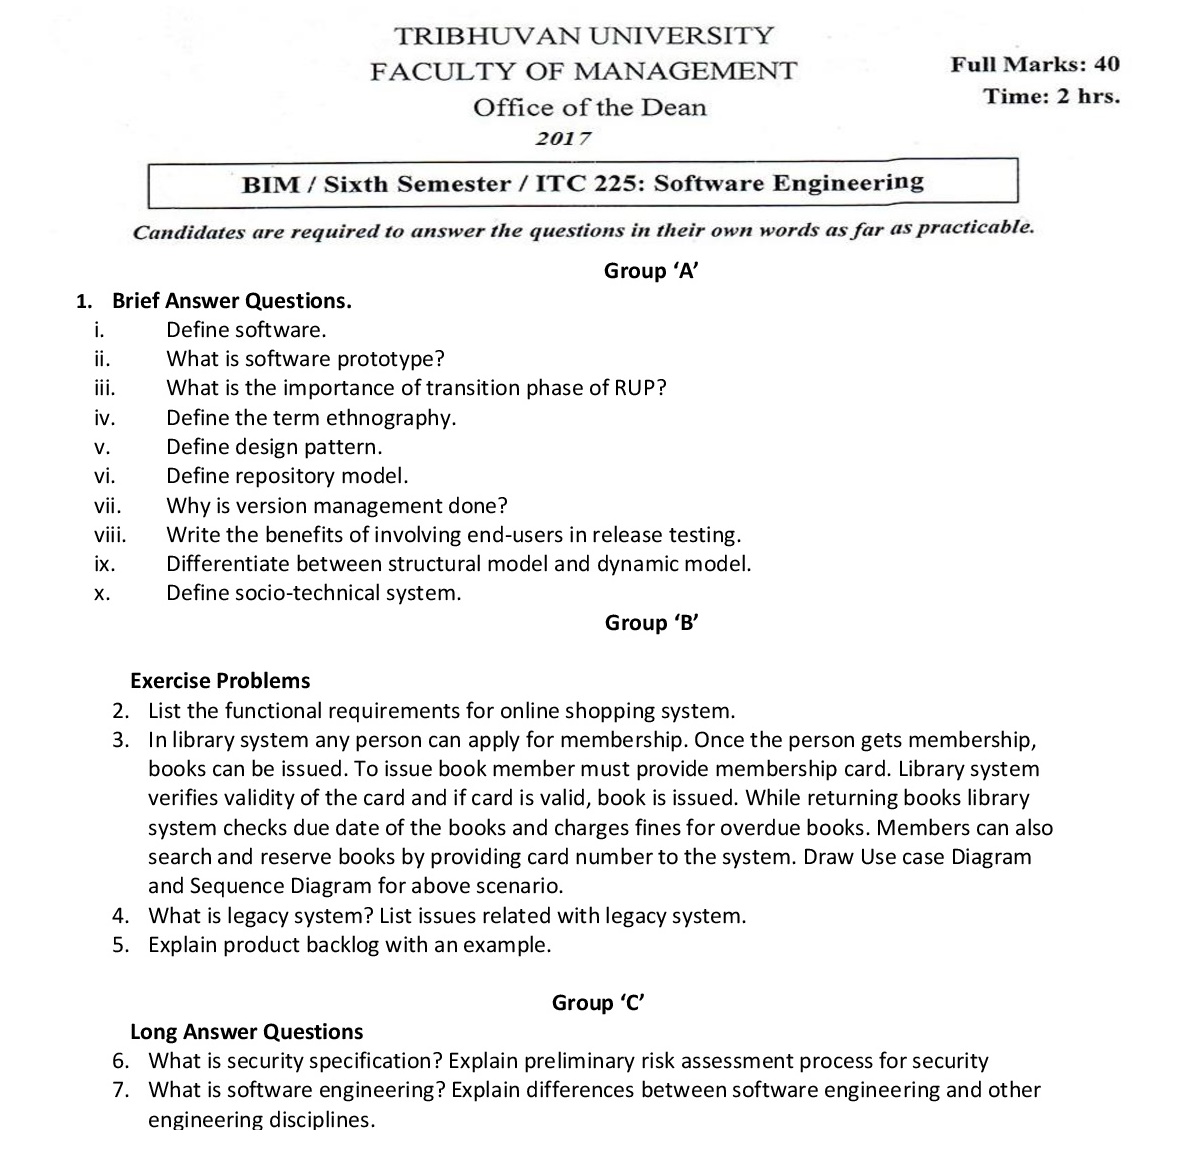 TRIBHUVAN UNIVERSITY
FACULTY OF MANAGEMENT
Office of the Dean
2017
Full Marks: 40
Time: 2 hrs.
BIM / Sixth Semester / ITC 225: Software Engineering
Candidates are required to answer the questions in their own words as far as practicable.
Group ‘A’
1. Brief Answer Questions.
i. Define software.
ii. What is software prototype?
iii. What is the importance of transition phase of RUP?
iv. Define the term ethnography.
v. Define design pattern.
vi. Define repository model.
vii. Why is version management done?
viii. Write the benefits of involving end-users in release testing.
ix. Differentiate between structural model and dynamic model.
x. Define socio-technical system.
Group ‘B’
Exercise Problems
2. List the functional requirements for online shopping system.
3. In library system any person can apply for membership. Once the person gets membership,
books can be issued. To issue book member must provide membership card. Library system
verifies validity of the card and if card is valid, book is issued. While returning books library
system checks due date of the books and charges fines for overdue books. Members can also
search and reserve books by providing card number to the system. Draw Use case Diagram
and Sequence Diagram for above scenario.
4. What is legacy system? List issues related with legacy system.
5. Explain product backlog with an example.
Group ‘C’
Long Answer Questions
6. What is security specification? Explain preliminary risk assessment process for security
7. What is software engineering? Explain differences between software engineering and other
engineering disciplines.